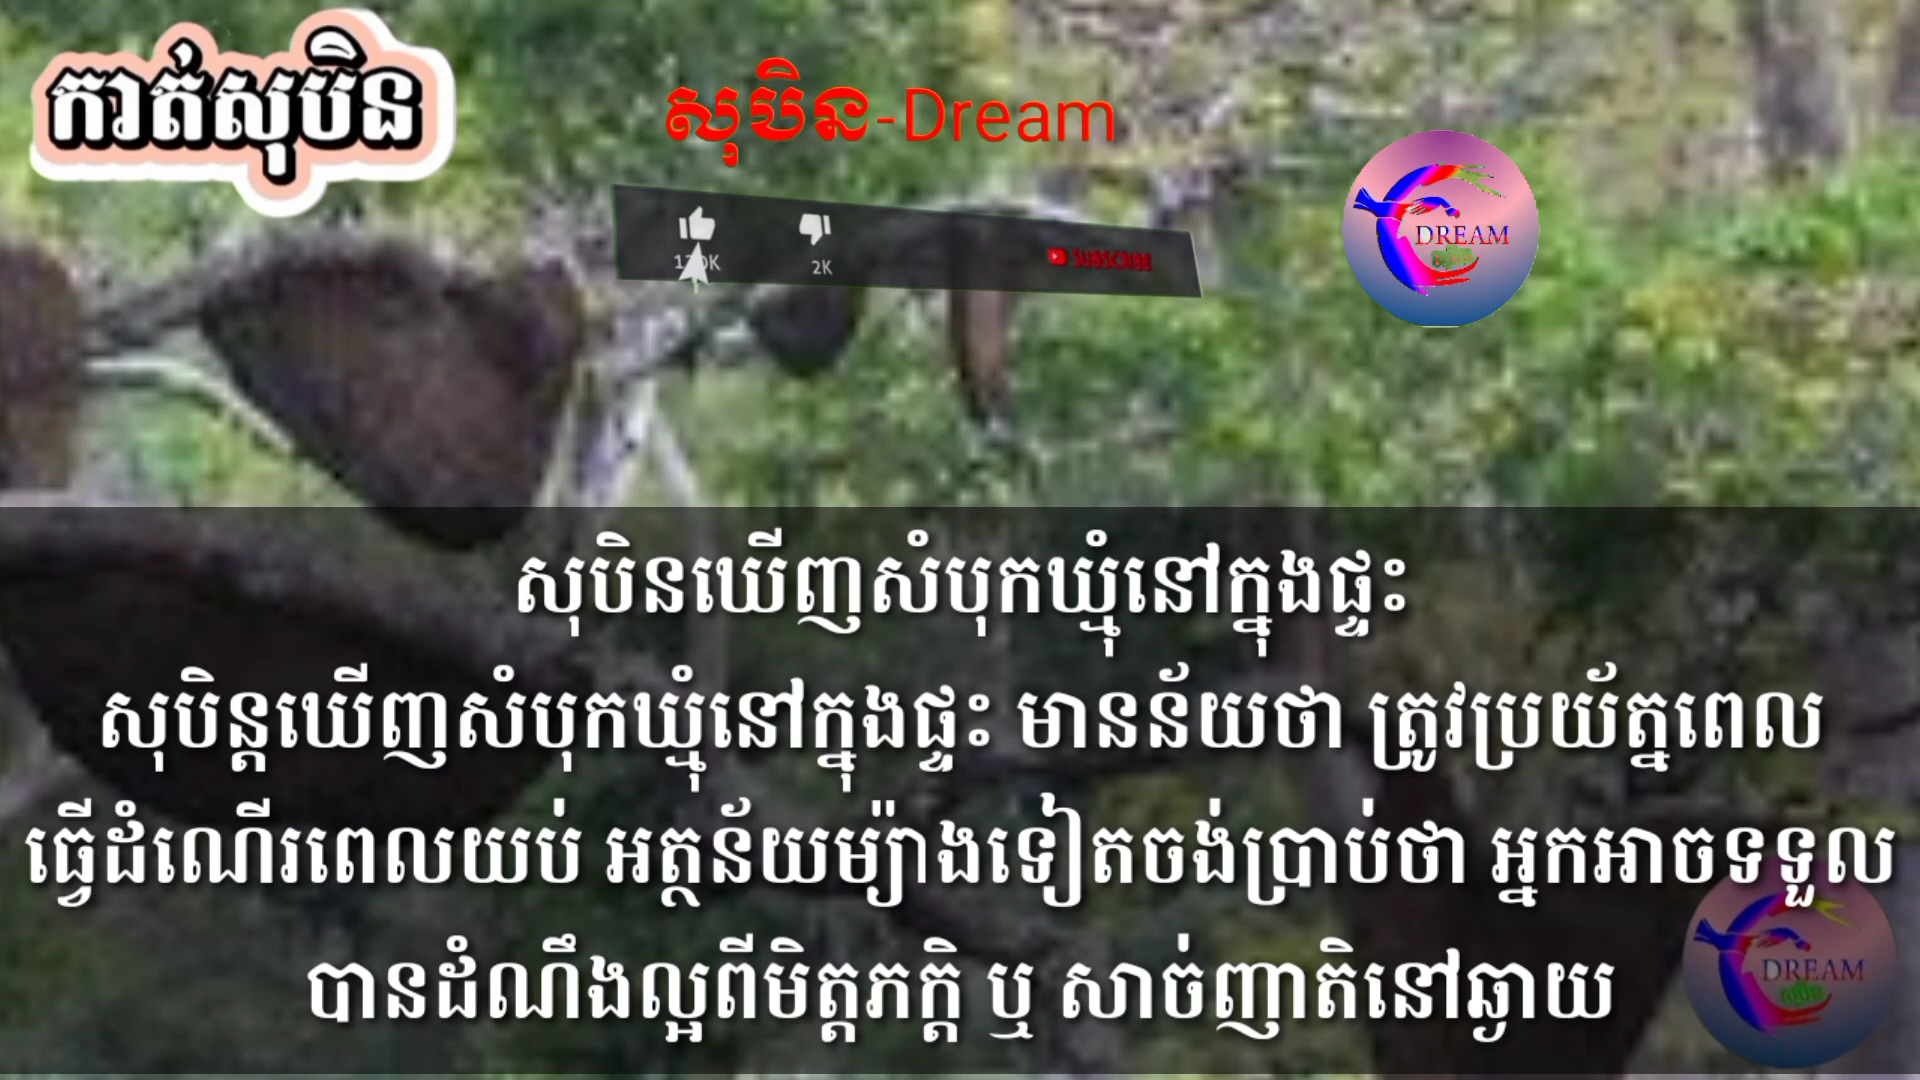 កាត់សុបិន
សុបិន-Dream
2K
SUBSCRIBE
DREAM
សុបិនឃើញសំបុកឃ្មុំនៅក្នុងផ្ទះ
សុបិន្តឃើញសំបុកឃ្មុំនៅក្នុងផ្ទះ មានន័យថា ត្រូវប្រយ័ត្នពេល
ធ្វើដំណើរពេលយប់ អត្ថន័យម្យ៉ាងទៀតចង់ប្រាប់ថា អ្នកអាចទទួល
បានដំណឹងល្អពីមិត្តភក្តិ ឬ សាច់ញាតិនៅឆ្ងាយ
DREAM